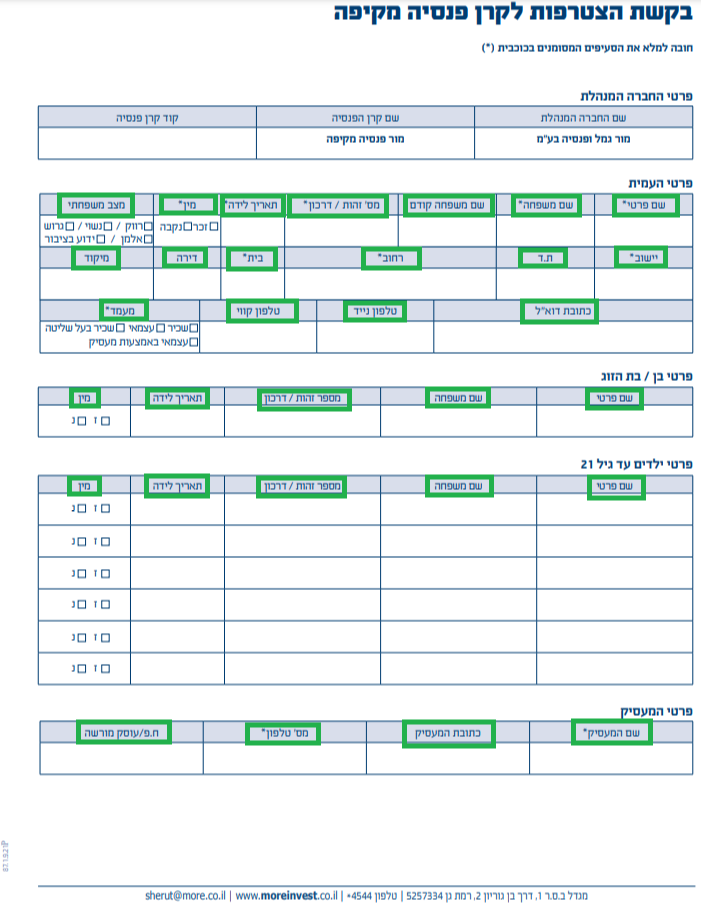 בקשת הצטרפות לקרן פנסיה מקיפה
חובה למלא את הסעיפים המסומנים בכוכבית (*)
פרטי החברה המנהלת
שם החברה המנהלת שם קרן הפנסיה קוד קרן פנסיה
מור גמל ופנסיה בע"מ מור פנסיה מקיפה
פרטי העמית
שם פרטי* שם משפחה* שם משפחה קודם מס' זהות / דרכון* תאריך לידה* מין* מצב משפחתי
זכר נקבה רווק / נשוי / גרוש
אלמן / ידוע בציבור
יישוב* ת.ד רחוב* בית* דירה מיקוד
כתובת דוא"ל טלפון נייד טלפון קווי מעמד*
שכיר עצמאי שכיר בעל שליטה
עצמאי באמצעות מעסיק
פרטי בן / בת הזוג
שם פרטי שם משפחה מספר זהות / דרכון תאריך לידה מין
ז נ
פרטי ילדים עד גיל 21
שם פרטי שם משפחה מספר זהות / דרכון תאריך לידה מין
ז נ
ז נ
ז נ
ז נ
ז נ
ז נ
פרטי המעסיק
שם המעסיק* כתובת המעסיק מס' טלפון* ח.פ/עוסק מורשה
מגדל ב.ס.ר 1, דרך בן גוריון 2, רמת גן 5257334 | טלפון 4544* | sherut@more.co.il | www.moreinvest.co.il